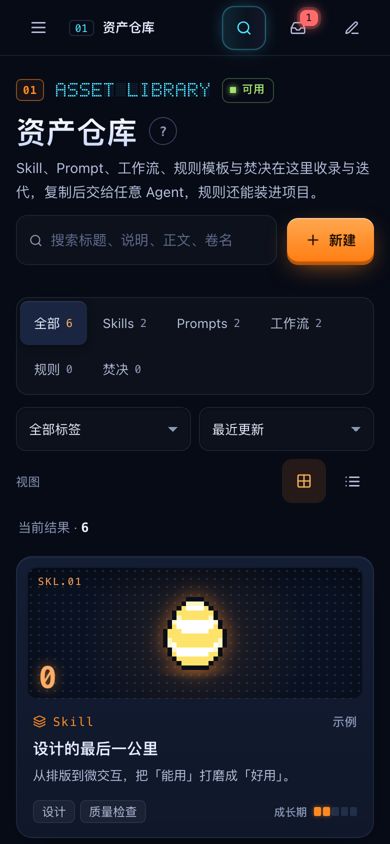 01 资产仓库
1
01 ASSET LIBRARY 可用
资产仓库 ?
Skill、Prompt、工作流、规则模板与焚决在这里收录与迭
代，复制后交给任意 Agent，规则还能装进项目。
搜索标题、说明、正文、卷名
新建
全部 6 Skills 2 Prompts 2 工作流 2
规则 0 焚决 0
全部标签 最近更新
视图
当前结果 · 6
SKL.01
0
Skill 示例
设计的最后一公里
从排版到微交互，把「能用」打磨成「好用」。
设计 质量检查 成长期